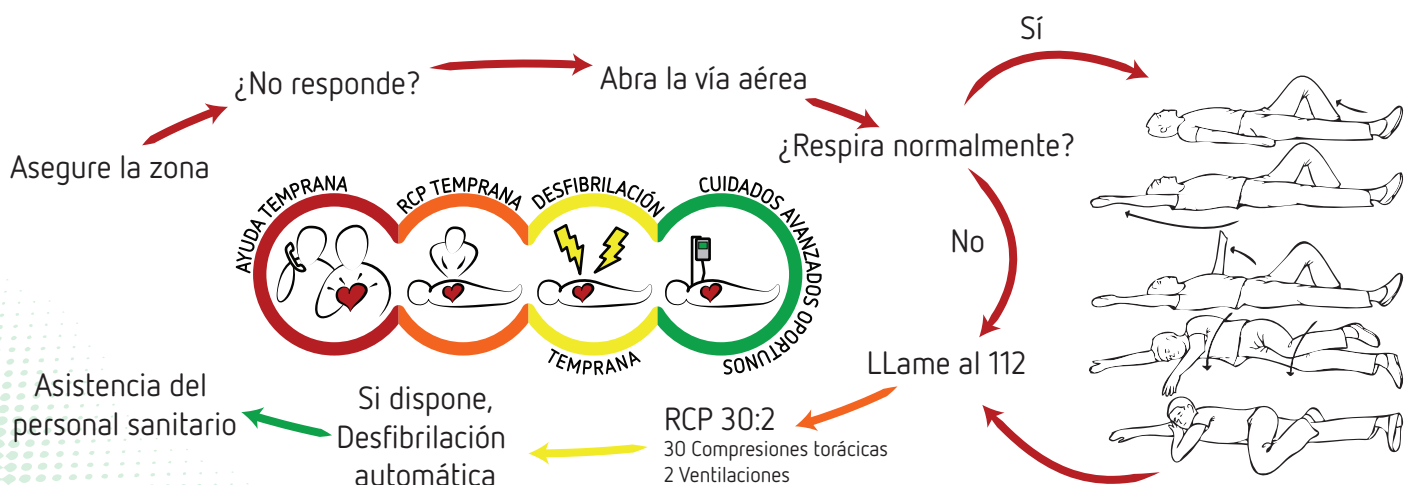 Asegure la zona
¿No responde?
Abra la vía aérea
¿Respira normalmente?
Sí
No
LLame al 112
RCP 30:2
30 Compresiones torácicas
2 Ventilaciones
Si dispone,
Desfibrilación
automática
Asistencia del
personal sanitario
AYUDA TEMPRANA
RCP TEMPRANA
DESFIBRILACIÓN
TEMPRANA
CUIDADOS AVANZADOS OPORTUNOS